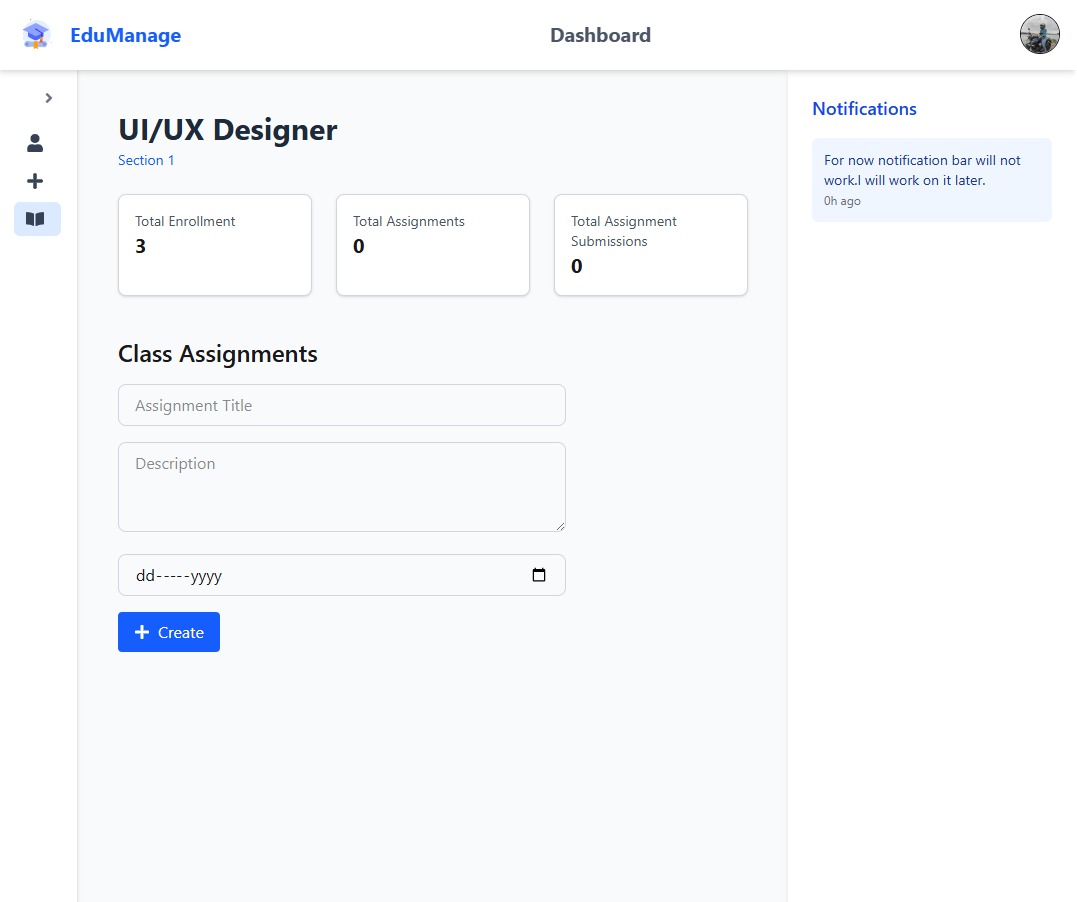 EduManage
Dashboard
UI/UX Designer
Section 1
Total Enrollment
3
Total Assignments
0
Total Assignment
Submissions
0
Class Assignments
Assignment Title
Description
dd-----yyyy
Create
Notifications
For now notification bar will not
work.I will work on it later.
0h ago